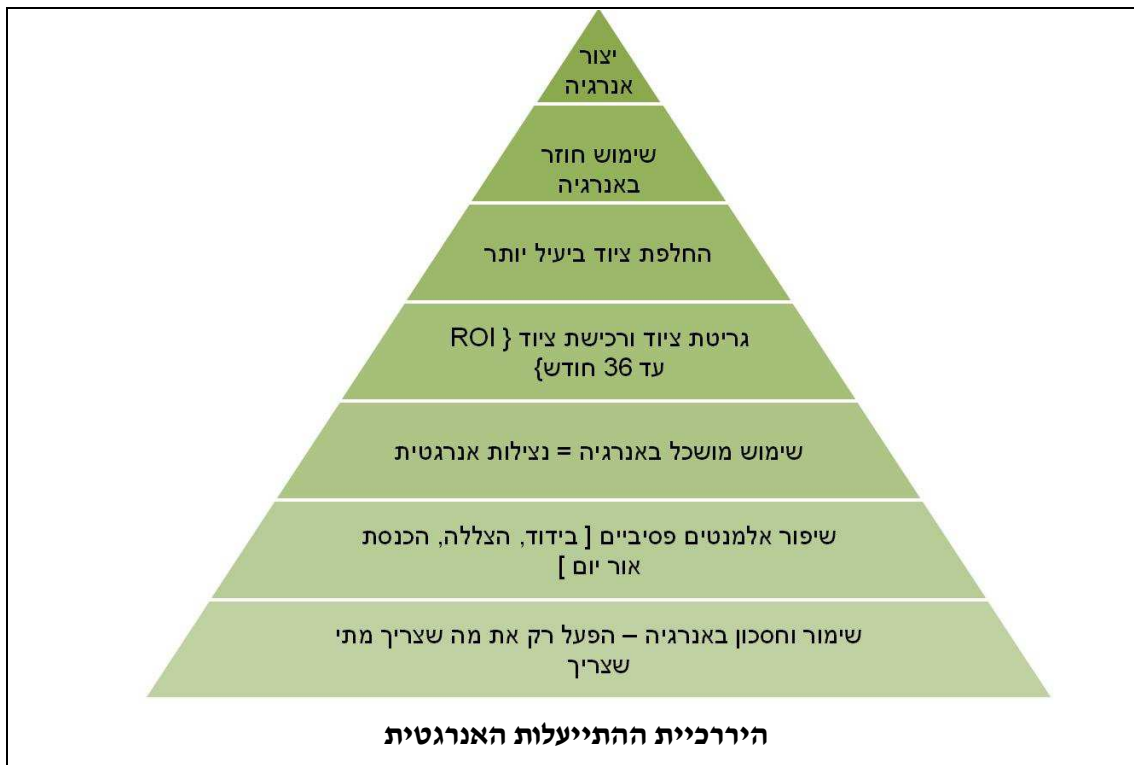 יצור
אנרגיה
שימוש חוזר
באנרגיה
החלפת ציוד ביעיל יותר
גריטת ציוד ורכישת ציוד { ROI
עד 36 חודש}
שימוש מושכל באנרגיה = נצילות אנרגטית
שיפור אלמנטים פסיביים [ בידוד, הצללה, הכנסת
אור יום ]
שימור וחסכון באנרגיה – הפעל רק את מה שצריך מתי
שצריך
היררכיית ההתייעלות האנרגטית